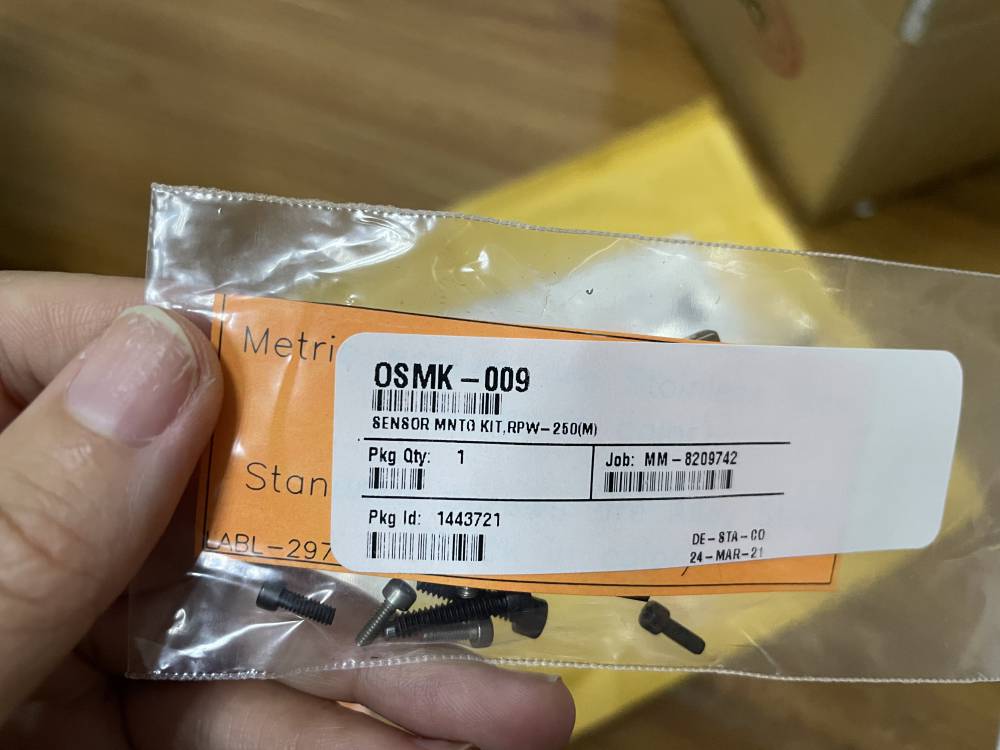 Metri
OSMK-009
SENSOR MNTG KIT,RPW-250(M)
Pkg Qty: 1
Job: MM-8209742
Stan
Pkg Id: 1443721
LABL-297
DE-STA-CO
24-MAR-21